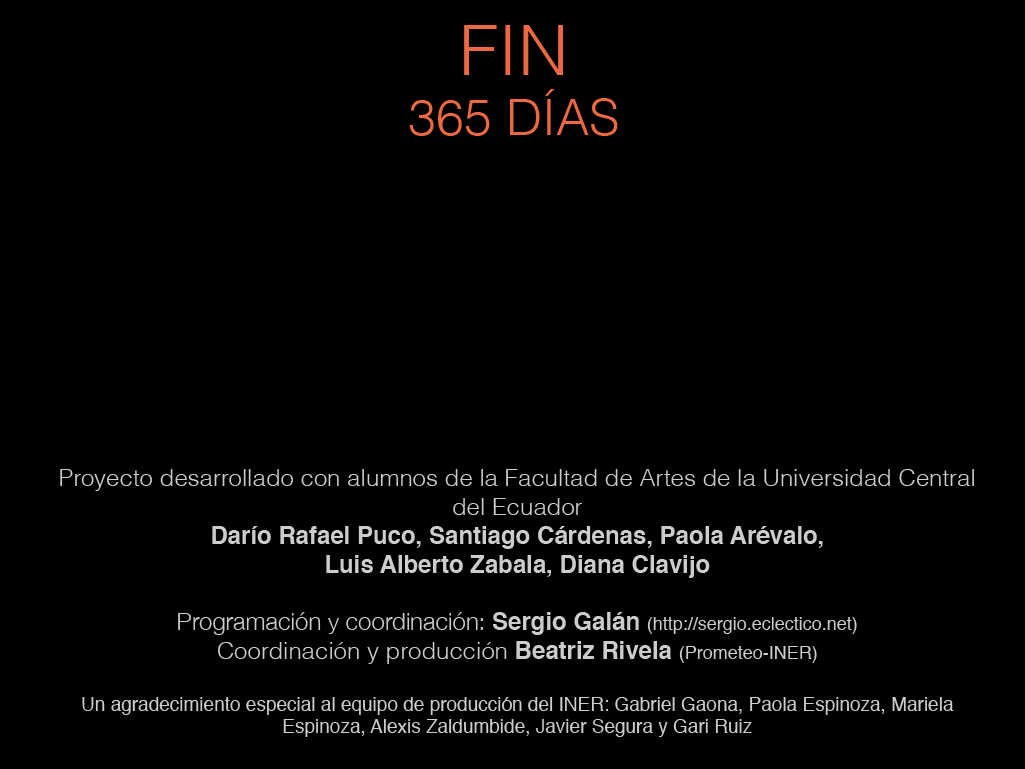 FIN
365 DÍAS
Proyecto desarrollado con alumnos de la Facultad de Artes de la Universidad Central
del Ecuador
Darío Rafael Puco, Santiago Cárdenas, Paola Arévalo,
Luis Alberto Zabala, Diana Clavijo
Programación y coordinación: Sergio Galán (http://sergio.eclectico.net)
Coordinación y producción Beatriz Rivela (Prometeo-INER)
Un agradecimiento especial al equipo de producción del INER: Gabriel Gaona, Paola Espinoza, Mariela
Espinoza, Alexis Zaldumbide, Javier Segura y Gari Ruiz